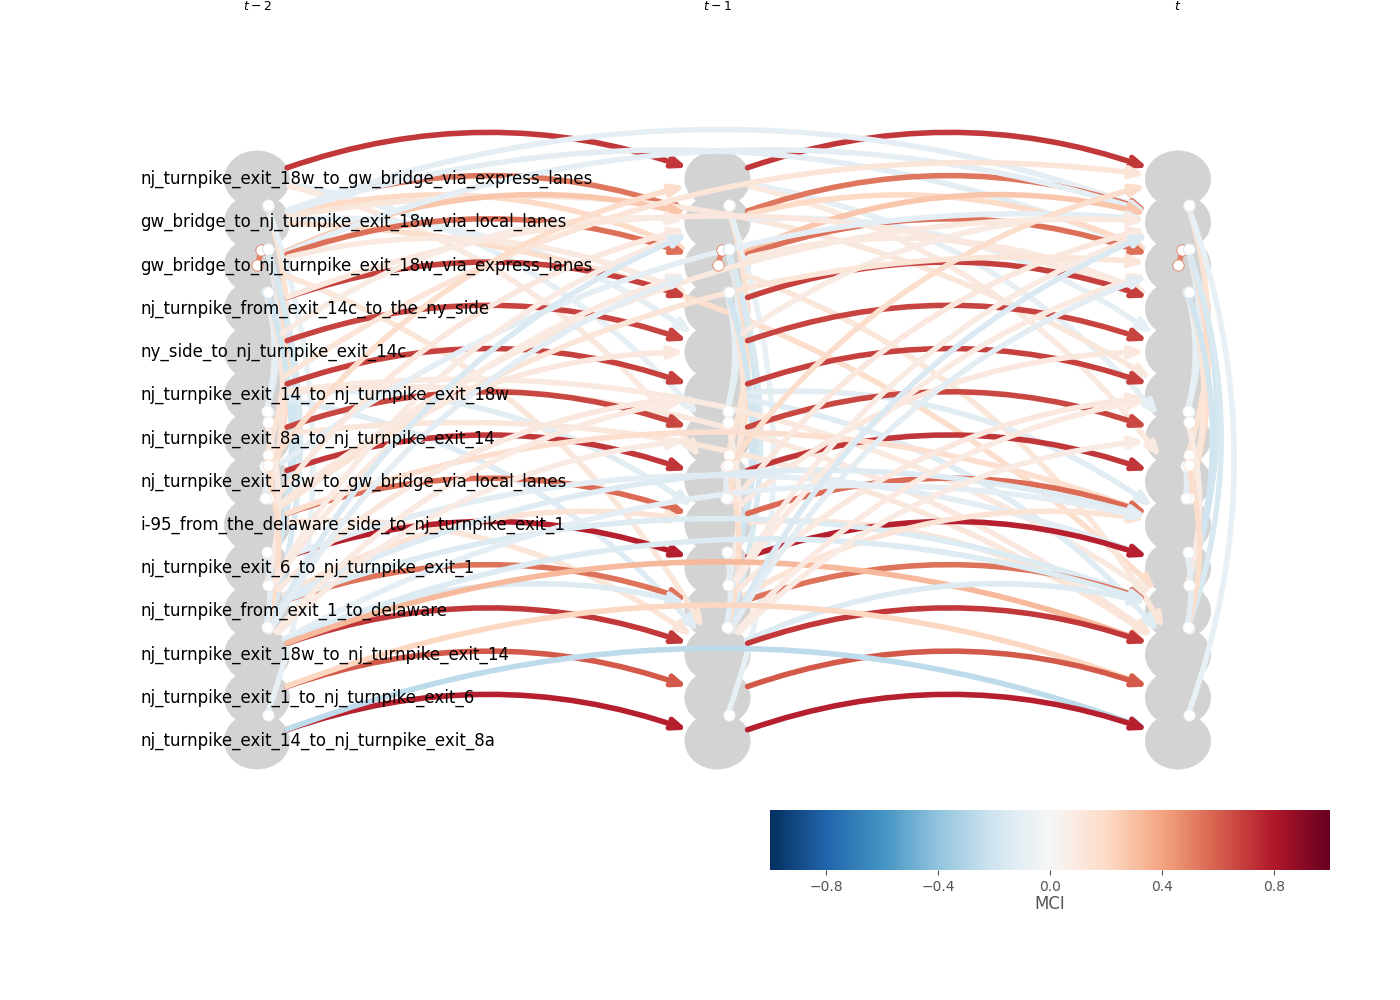 t − 2
t − 1
t
nj_turnpike_exit_18w_to_gw_bridge_via_express_lanes
gw_bridge_to_nj_turnpike_exit_18w_via_local_lanes
gw_bridge_to_nj_turnpike_exit_18w_via_express_lanes
nj_turnpike_from_exit_14c_to_the_ny_side
ny_side_to_nj_turnpike_exit_14c
nj_turnpike_exit_14_to_nj_turnpike_exit_18w
nj_turnpike_exit_8a_to_nj_turnpike_exit_14
nj_turnpike_exit_18w_to_gw_bridge_via_local_lanes
i-95_from_the_delaware_side_to_nj_turnpike_exit_1
nj_turnpike_exit_6_to_nj_turnpike_exit_1
nj_turnpike_from_exit_1_to_delaware
nj_turnpike_exit_18w_to_nj_turnpike_exit_14
nj_turnpike_exit_1_to_nj_turnpike_exit_6
nj_turnpike_exit_14_to_nj_turnpike_exit_8a
−0.8 −0.4 0.0 0.4 0.8
MCI